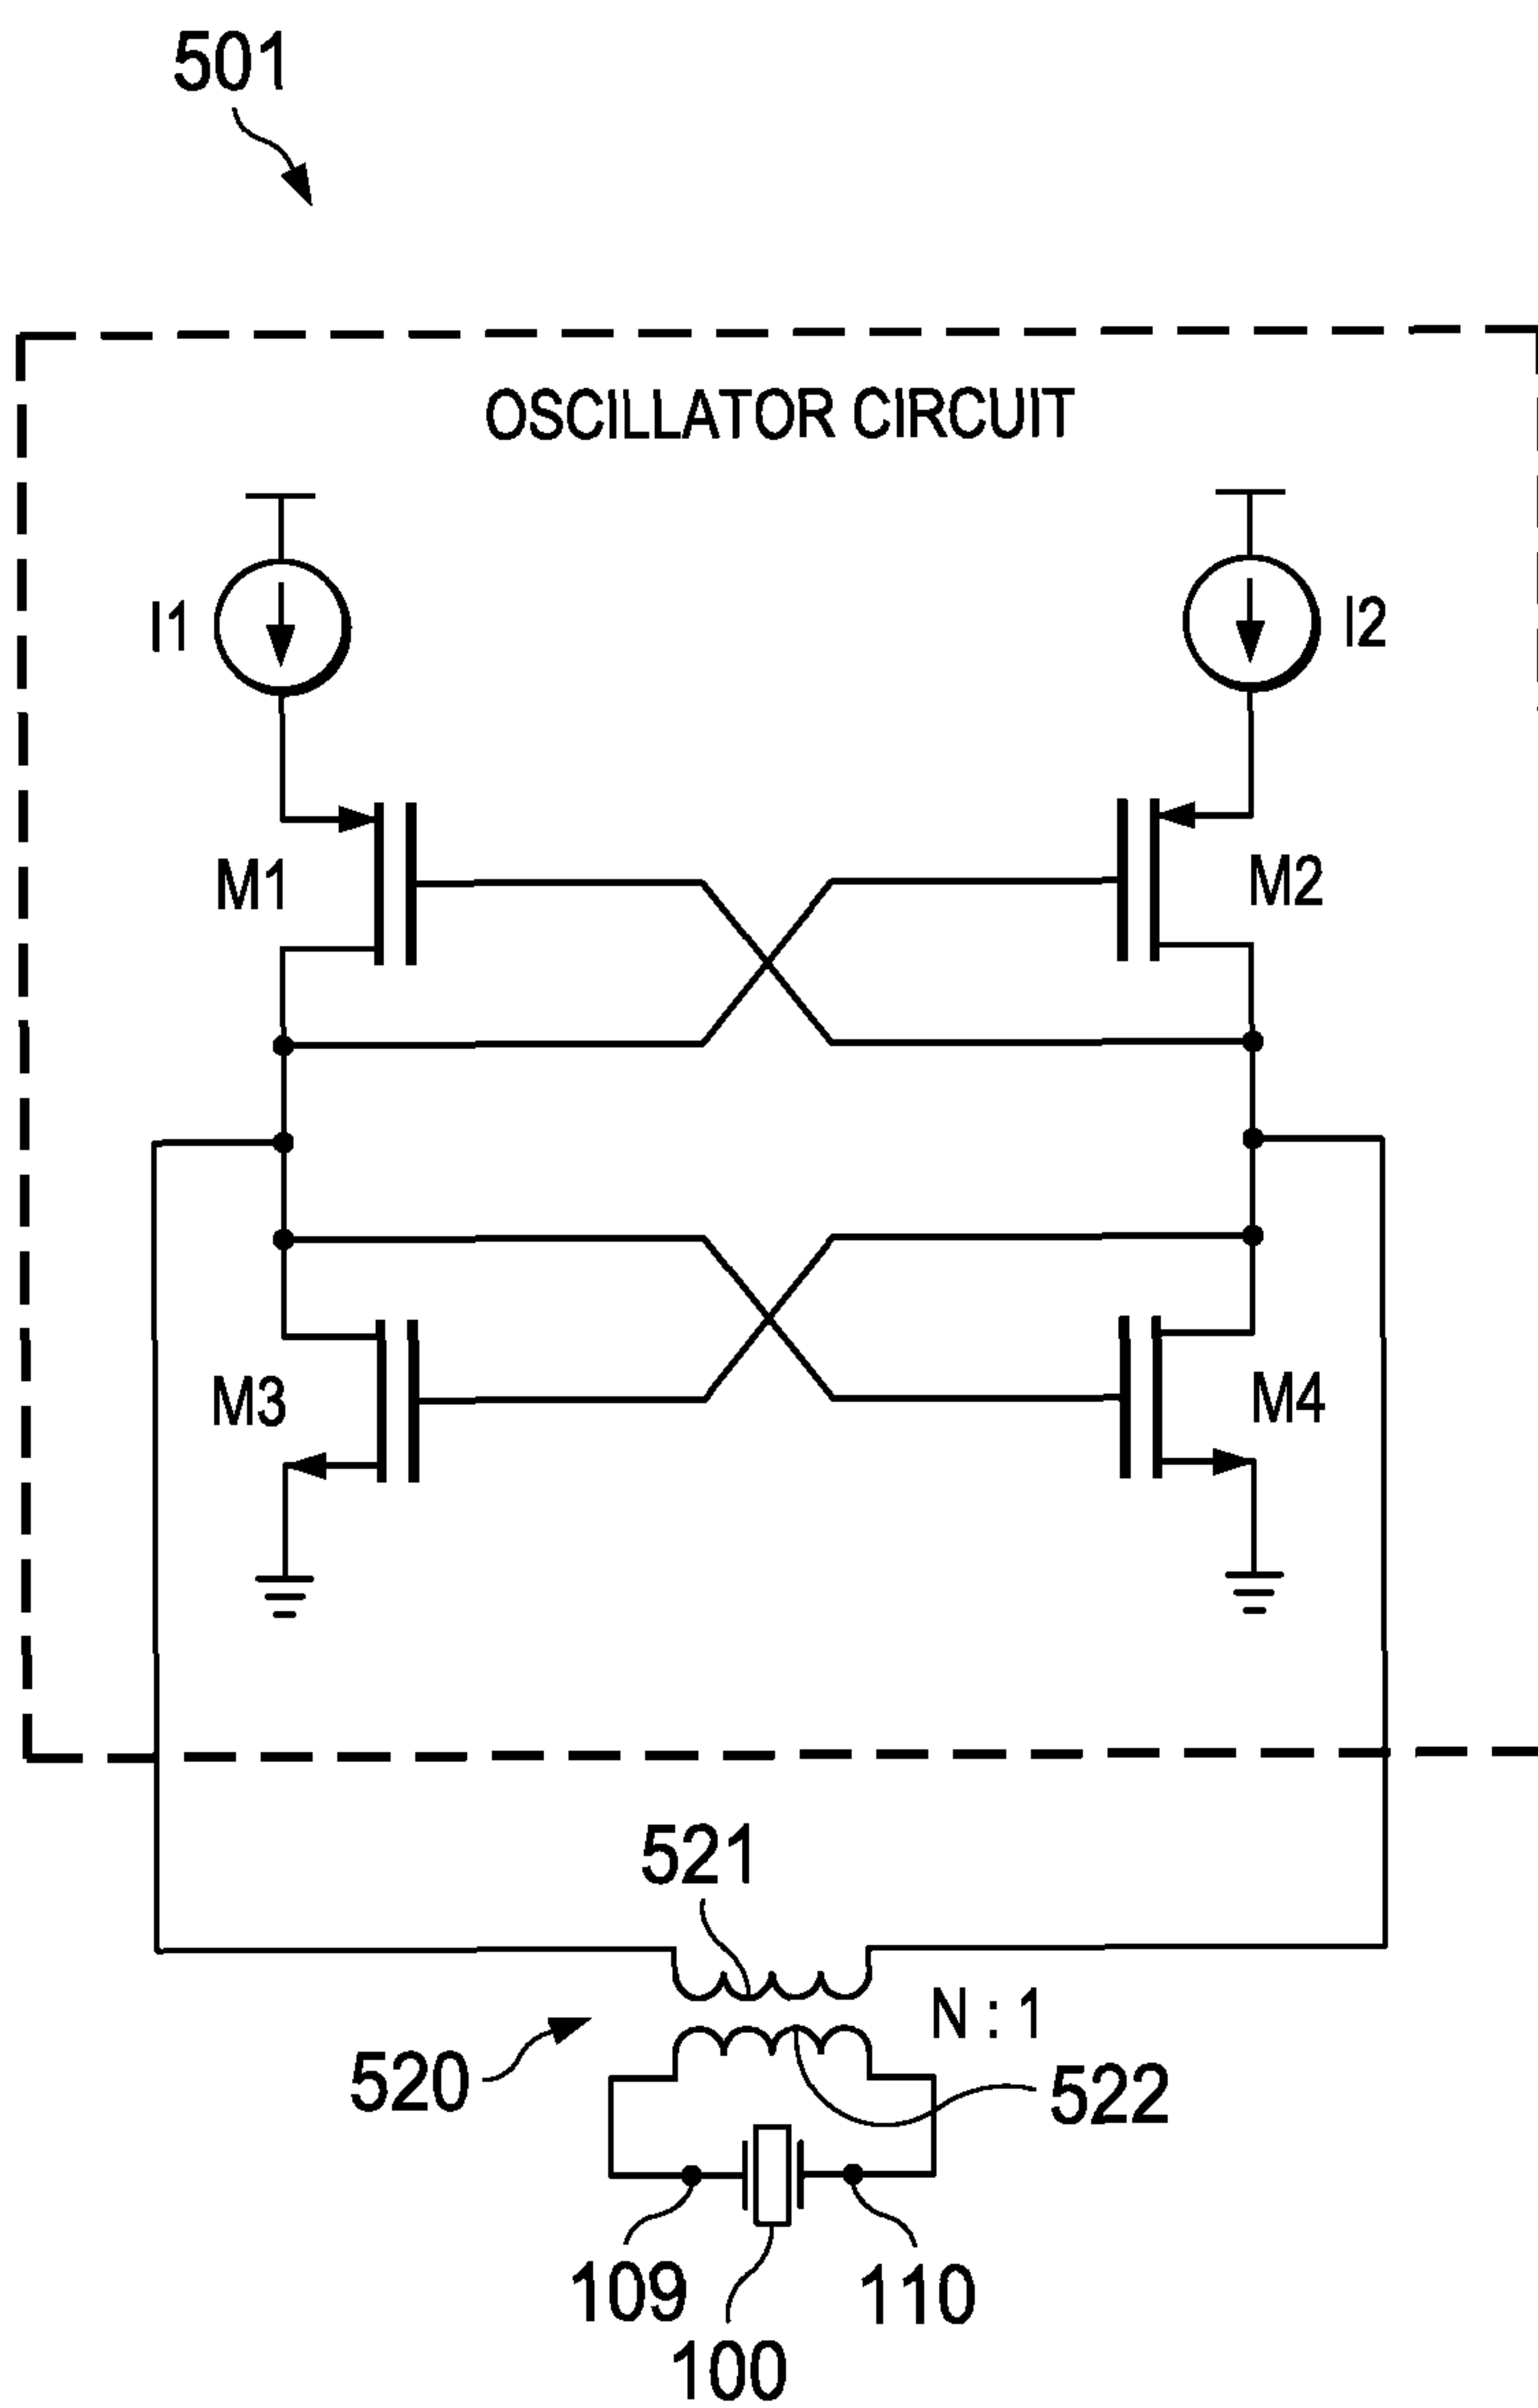 501
OSCILLATOR CIRCUIT
I1
I2
M1
M2
M3
M4
521
N : 1
520
522
109
110
100